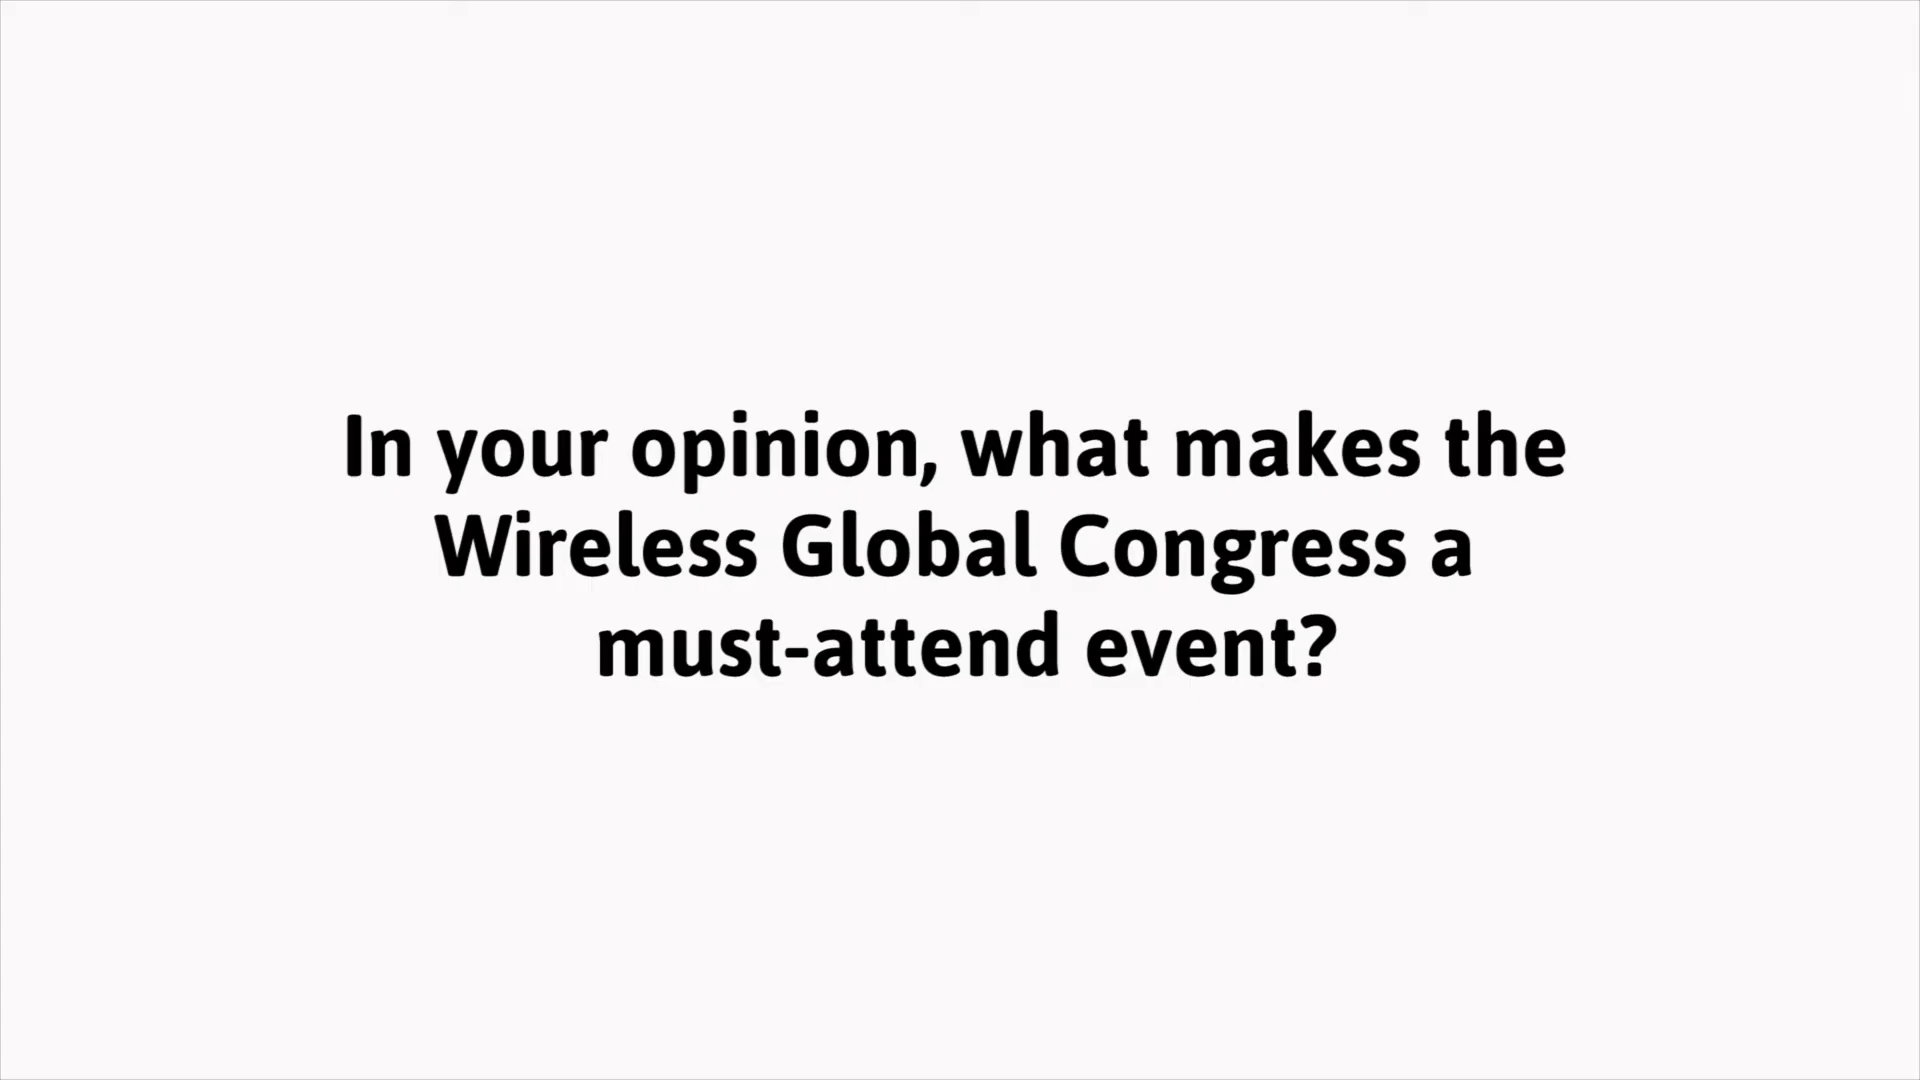 In your opinion, what makes the
Wireless Global Congress a
must-attend event?